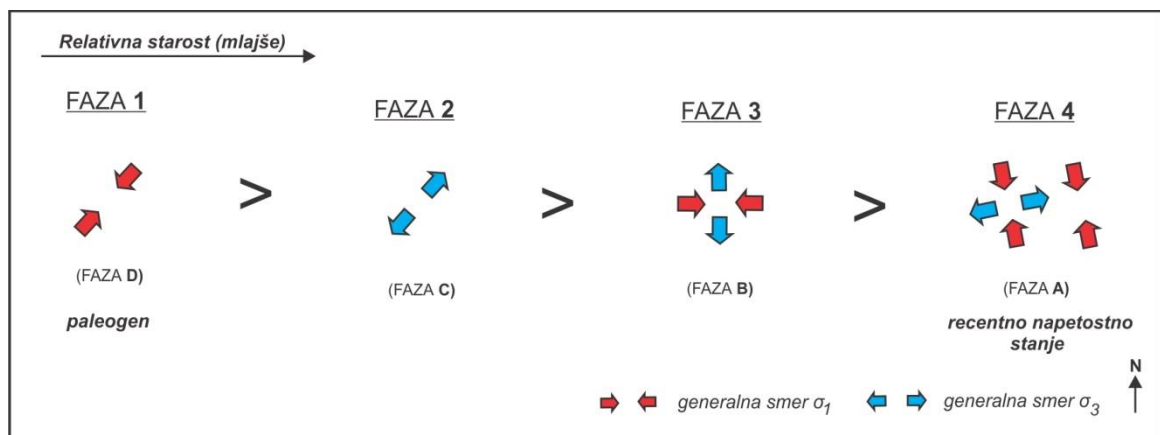 Relativna starost (mlajše)
FAZA 1
FAZA 2
FAZA 3
FAZA 4
>
>
>
(FAZA D)
(FAZA C)
(FAZA B)
(FAZA A)
paleogen
recentno napetostno
stanje
N
generalna smer σ1
generalna smer σ3